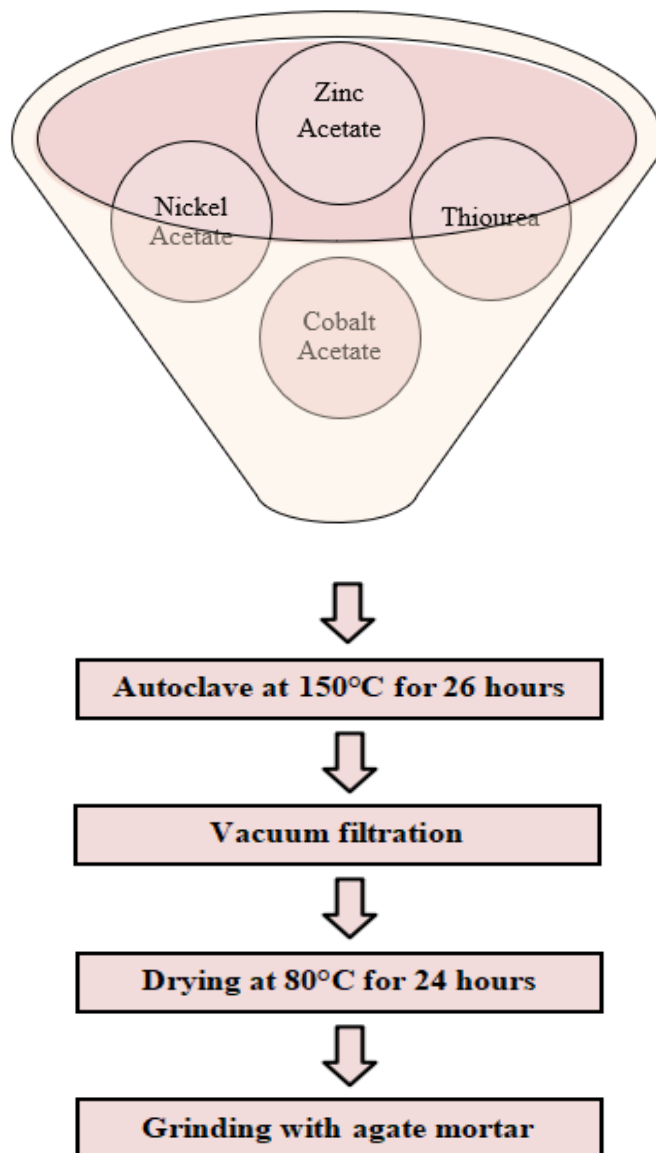 Zinc
Acetate
Nickel
Acetate
Thiourea
Cobalt
Acetate
Autoclave at 150°C for 26 hours
Vacuum filtration
Drying at 80°C for 24 hours
Grinding with agate mortar